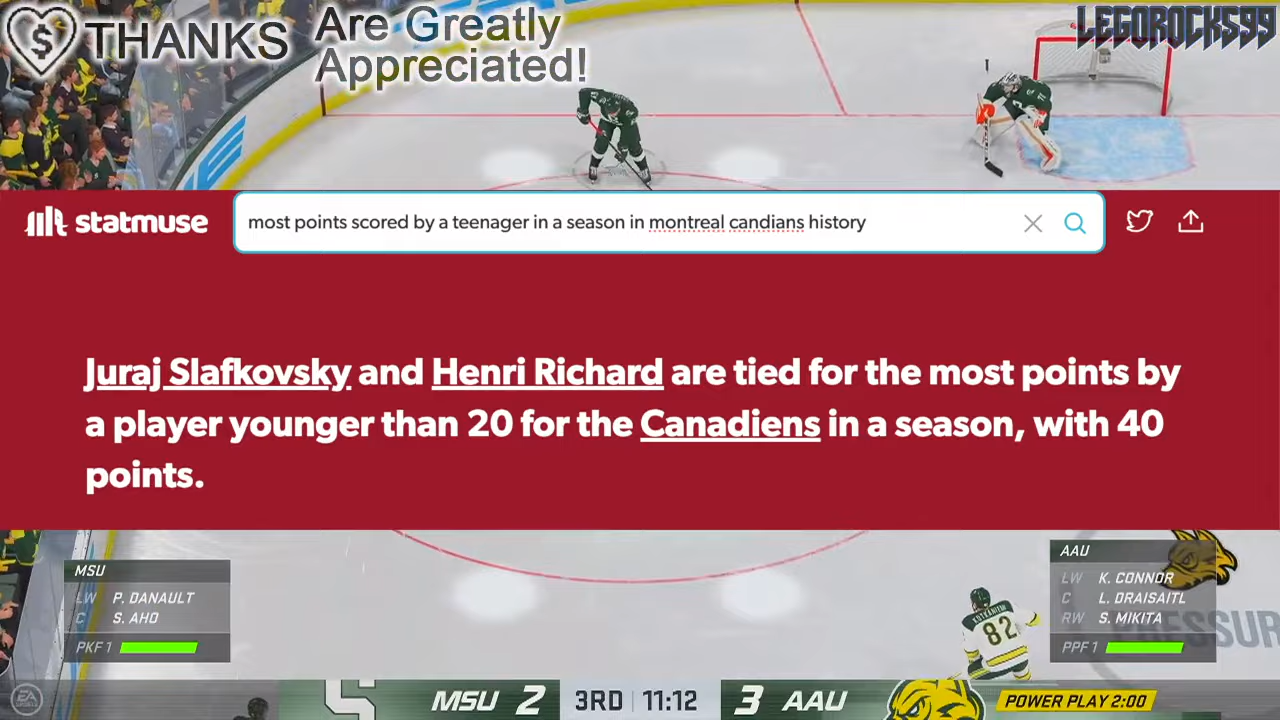 THANKS
Are Greatly
Appreciated!
LEGOROCKS99
statmuse
most points scored by a teenager in a season in montreal candians history
Juraj Slafkovsky and Henri Richard are tied for the most points by
a player younger than 20 for the Canadiens in a season, with 40
points.
MSU
LW P. DANAULT
C S. AHO
PKF 1
AAU
LW K. CONNOR
C L. DRAISAITL
RW S. MIKITA
PPF 1
82
EA SPORTS
MSU 2 3RD 11:12 3 AAU POWER PLAY 2:00